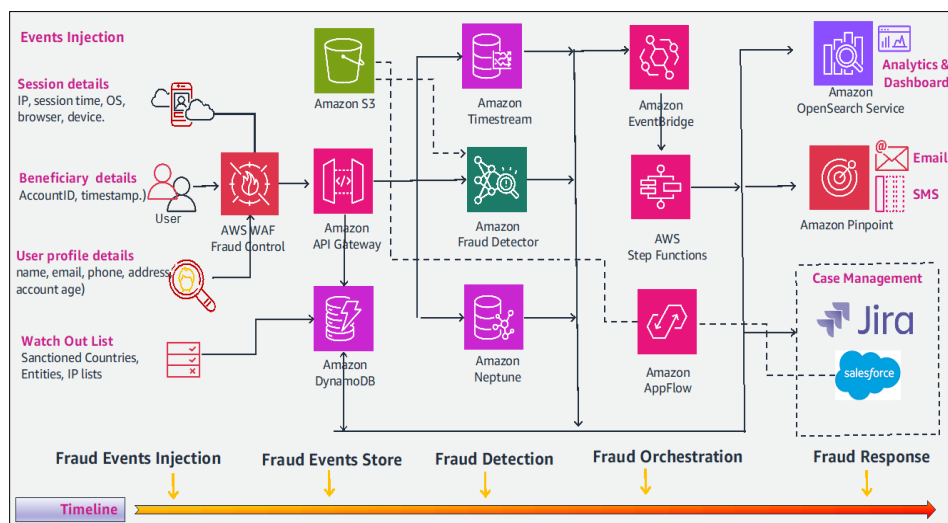 Events Injection
Session details
IP, session time, OS,
browser, device.
Beneficiary details
AccountID, timestamp.)
User
User profile details
name, email, phone, address,
account age)
Watch Out List
Sanctioned Countries,
Entities, IP lists
AWS WAF
Fraud Control
Amazon S3
Amazon
API Gateway
Amazon
DynamoDB
Amazon
Timestream
Amazon
Fraud Detector
Amazon
Neptune
Amazon
EventBridge
AWS
Step Functions
Amazon
AppFlow
Analytics &
Dashboard
Amazon
OpenSearch Service
@
Email
SMS
Amazon Pinpoint
Case Management
Jira
salesforce
Fraud Events Injection
Fraud Events Store
Fraud Detection
Fraud Orchestration
Fraud Response
Timeline